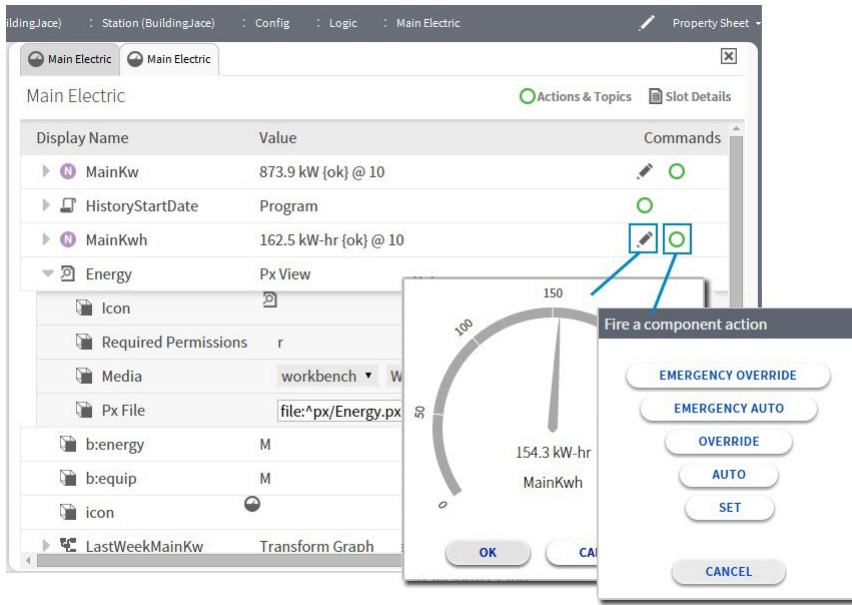 ildingJace) : Station (BuildingJace) : Config : Logic : Main Electric Property Sheet
Main Electric Main Electric
Main Electric Actions & Topics Slot Details
Display Name Value Commands
N MainKw 873.9 kW {ok} @ 10
HistoryStartDate Program
N MainKwh 162.5 kW-hr {ok} @ 10
Energy Px View
Icon
Required Permissions r
Media workbench W
Px File file:^px/Energy.px
b:energy M
b:equip M
icon
LastWeekMainKw Transform Graph
150
100
50
0
154.3 kW-hr
MainKwh
OK CA
Fire a component action
EMERGENCY OVERRIDE
EMERGENCY AUTO
OVERRIDE
AUTO
SET
CANCEL